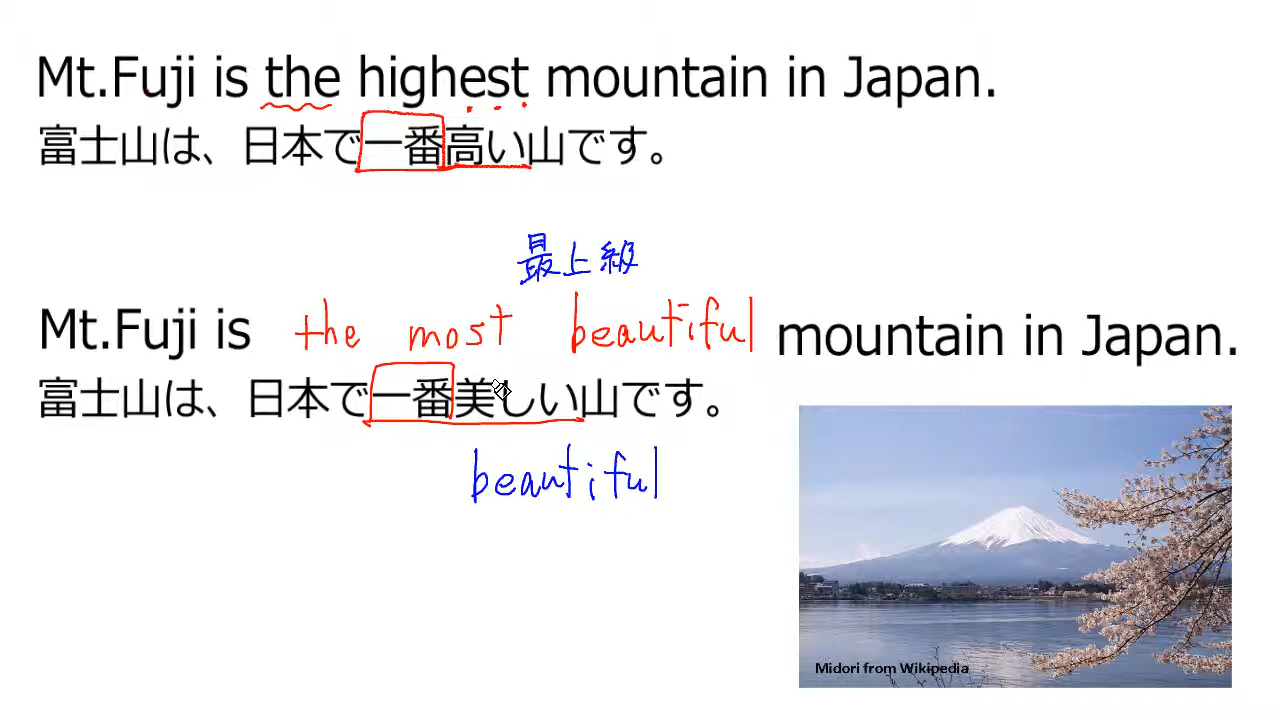 Mt.Fuji is the highest mountain in Japan.
富士山は、日本で一番高い山です。
最上級
Mt.Fuji is the most beautiful mountain in Japan.
富士山は、日本で一番美しい山です。
beautiful
Midori from Wikipedia